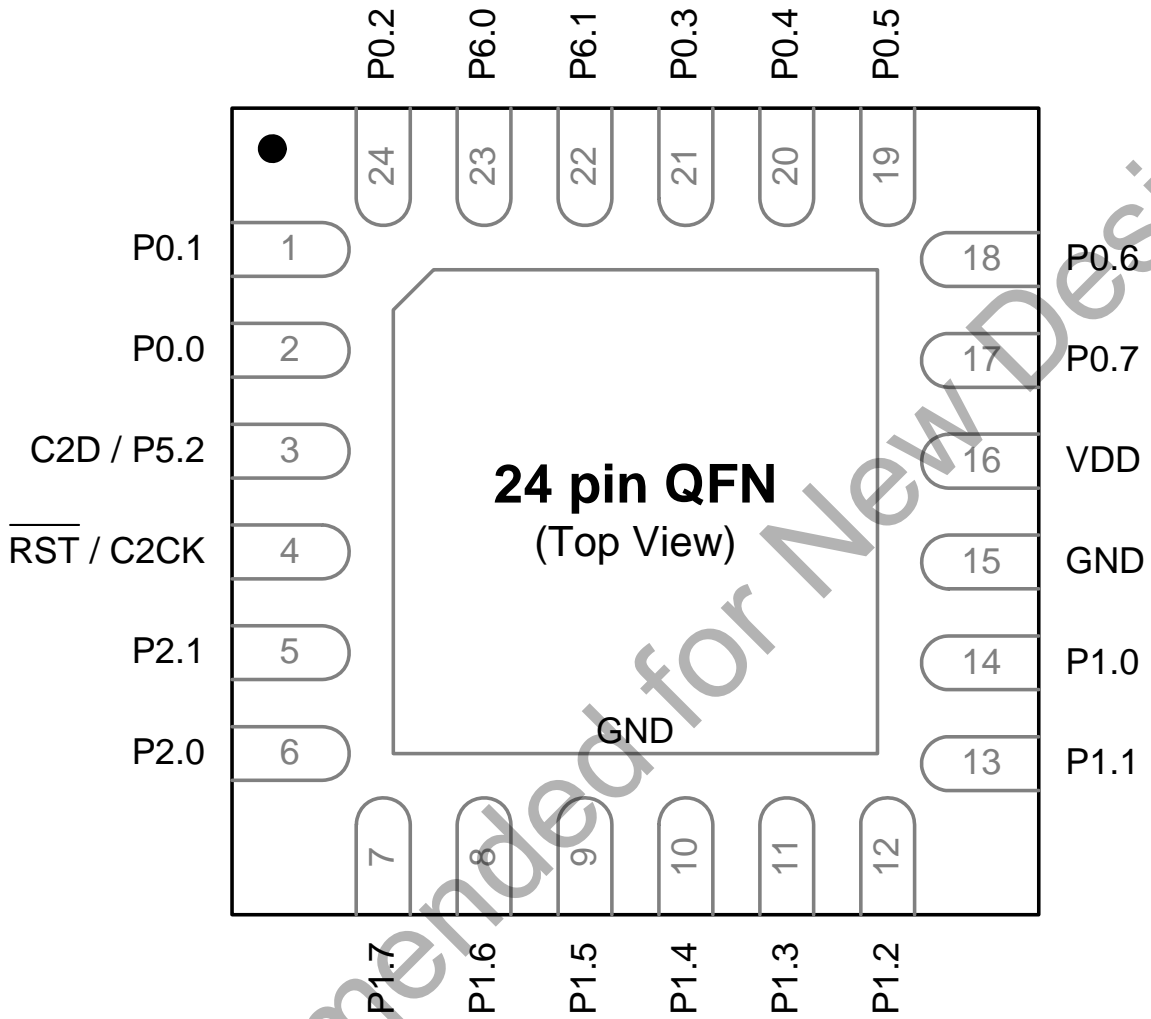 P0.2
P6.0
P6.1
P0.3
P0.4
P0.5
24
23
22
21
20
19
P0.1 1
P0.0 2
C2D / P5.2 3
RST / C2CK 4
P2.1 5
P2.0 6
18 P0.6
17 P0.7
16 VDD
15 GND
14 P1.0
13 P1.1
24 pin QFN
(Top View)
GND
7
8
9
10
11
12
P1.7
P1.6
P1.5
P1.4
P1.3
P1.2
mended for New Desi